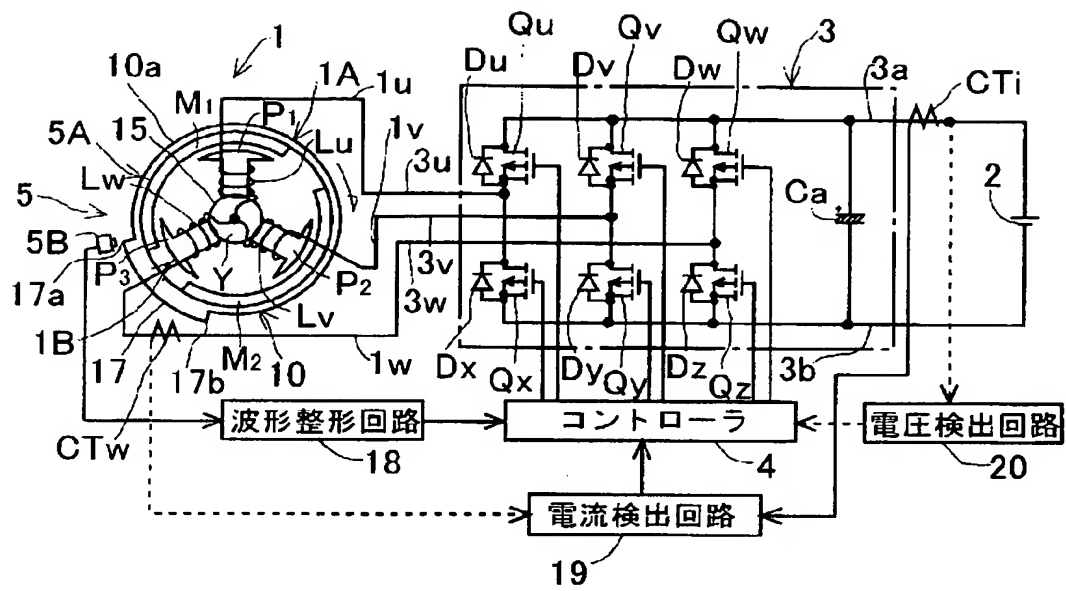 1
Qu
Qv
Qw
3
10a
1A
1u
Du
Dv
Dw
3a
CTi
M1
P1
15
5A
Lu
1v
3u
Lw
5
Ca
2
5B
P3
Y
P2
3v
17a
3w
Lv
1B
M2
10
1w
17
17b
Dx
Qx
Dy
Qy
Dz
Qz
3b
CTw
波形整形回路
18
コントローラ
4
電圧検出回路
20
電流検出回路
19